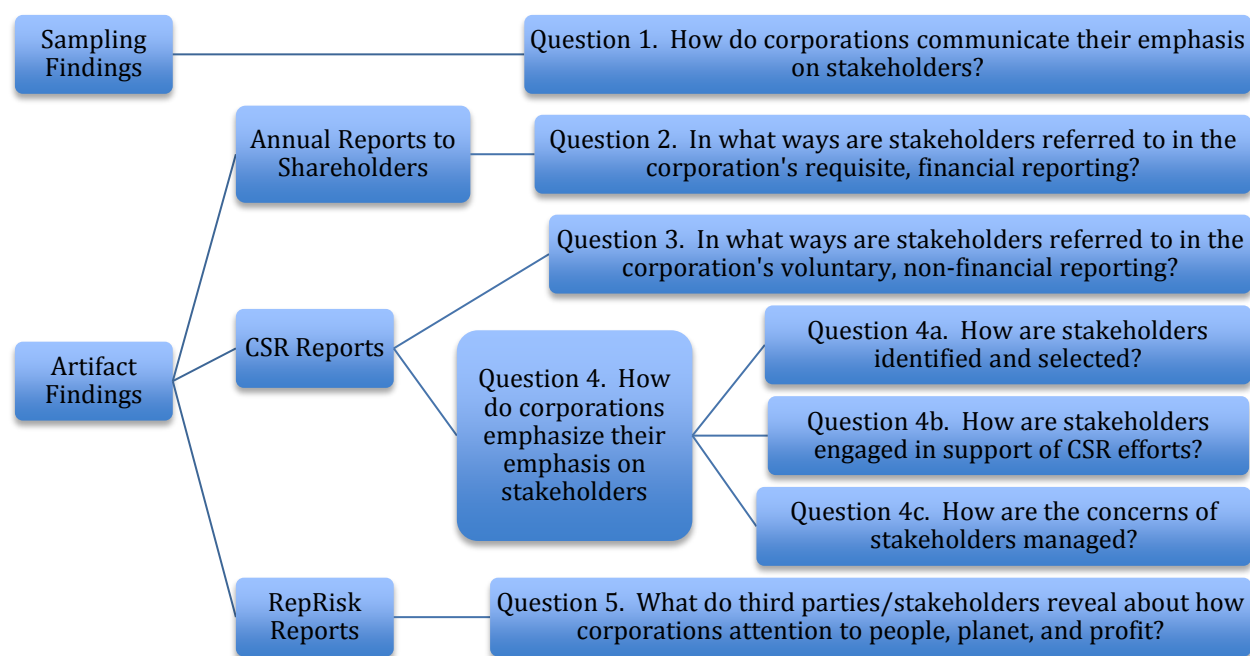 Sampling
Findings
Question 1.  How do corporations communicate their emphasis
on stakeholders?
Annual Reports to
Shareholders
Question 2.  In what ways are stakeholders referred to in the
corporation's requisite, financial reporting?
Question 3.  In what ways are stakeholders referred to in the
corporation's voluntary, non-financial reporting?
Artifact
Findings
CSR Reports
Question 4.  How
do corporations
emphasize their
emphasis on
stakeholders
Question 4a.  How are stakeholders
identified and selected?
Question 4b.  How are stakeholders
engaged in support of CSR efforts?
Question 4c.  How are the concerns of
stakeholders managed?
RepRisk
Reports
Question 5.  What do third parties/stakeholders reveal about how
corporations attention to people, planet, and profit?